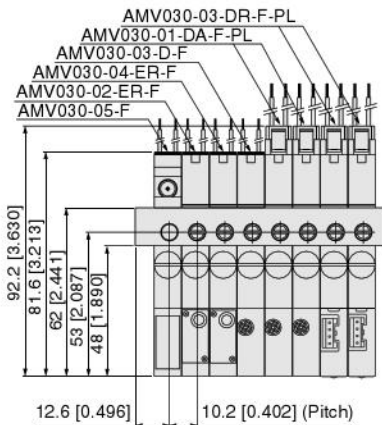 AMV030-03-DR-F-PL
AMV030-01-DA-F-PL
AMV030-03-D-F
AMV030-04-ER-F
AMV030-02-ER-F
AMV030-05-F
92.2 [3.630]
81.6 [3.213]
62 [2.441]
53 [2.087]
48 [1.890]
12.6 [0.496]
10.2 [0.402] (Pitch)